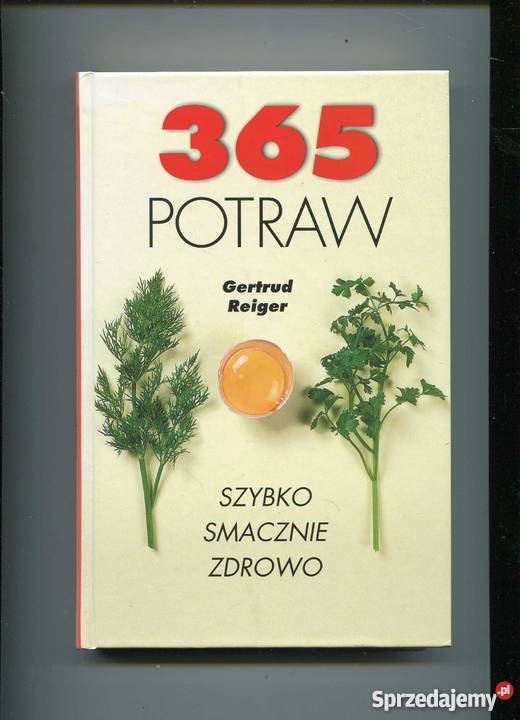 365
POTRAW
Gertrud
Reiger
SZYBKO
SMACZNIE
ZDROWO
Sprzedajemy.pl